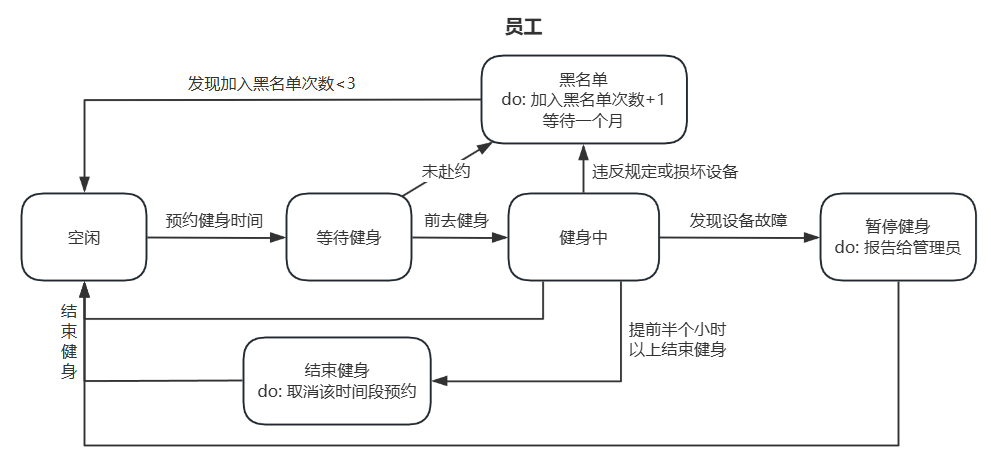 员工
发现加入黑名单次数<3
黑名单
do: 加入黑名单次数+1
等待一个月
未赴约
违反规定或损坏设备
空闲
预约健身时间
等待健身
前去健身
健身中
发现设备故障
暂停健身
do: 报告给管理员
结束健身
提前半个小时
以上结束健身
结束健身
do: 取消该时间段预约